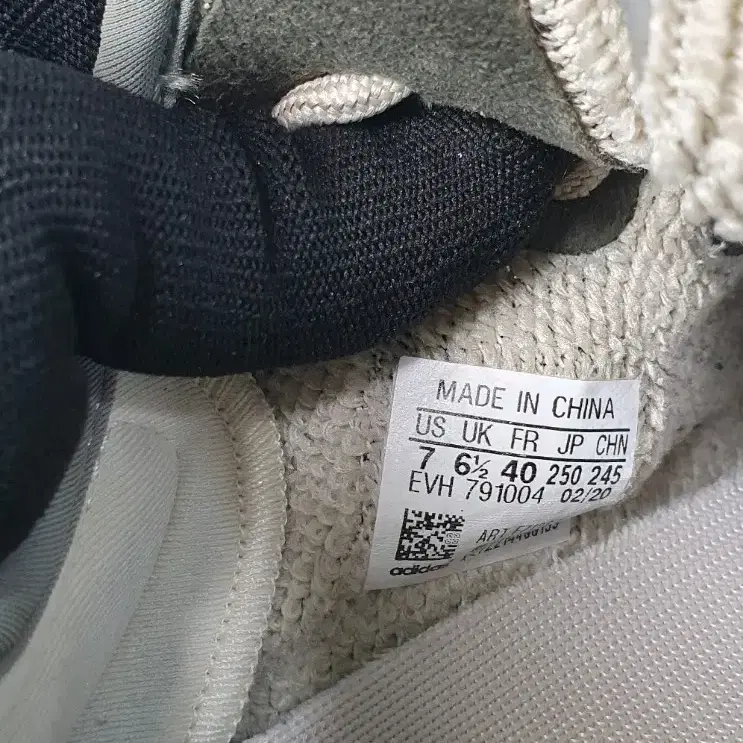 MADE IN CHINA
US UK FR JP CHN
7 6½ 40 250 245
EVH 791004 02/20
ART
adidas